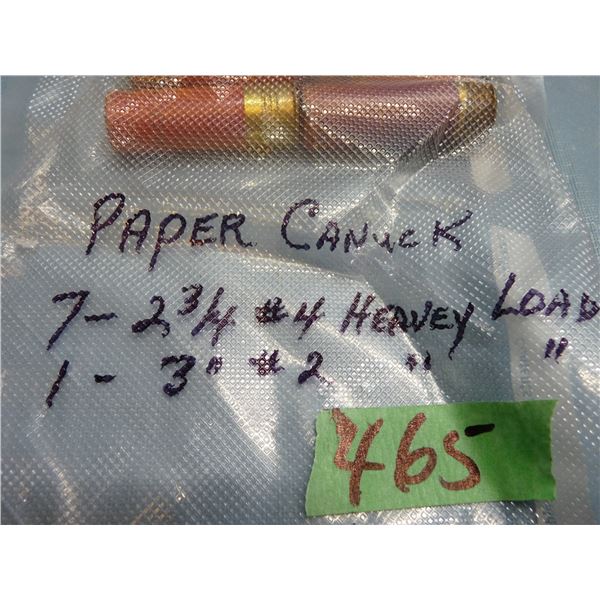 PAPER CANUCK
7 - 2 3/4 #4 HEAVEY LOAD
1 - 3" #2 " "
465